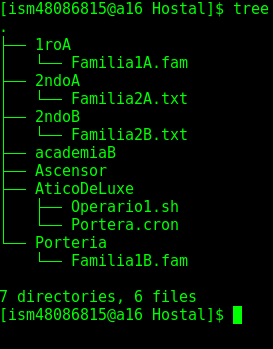 [ism48086815@a16 Hostal]$ tree
.
├── 1roA
│   └── Familia1A.fam
├── 2ndoA
│   └── Familia2A.txt
├── 2ndoB
│   └── Familia2B.txt
├── academiaB
├── Ascensor
├── AticoDeLuxe
│   ├── Operario1.sh
│   └── Portera.cron
└── Porteria
    └── Familia1B.fam

7 directories, 6 files
[ism48086815@a16 Hostal]$